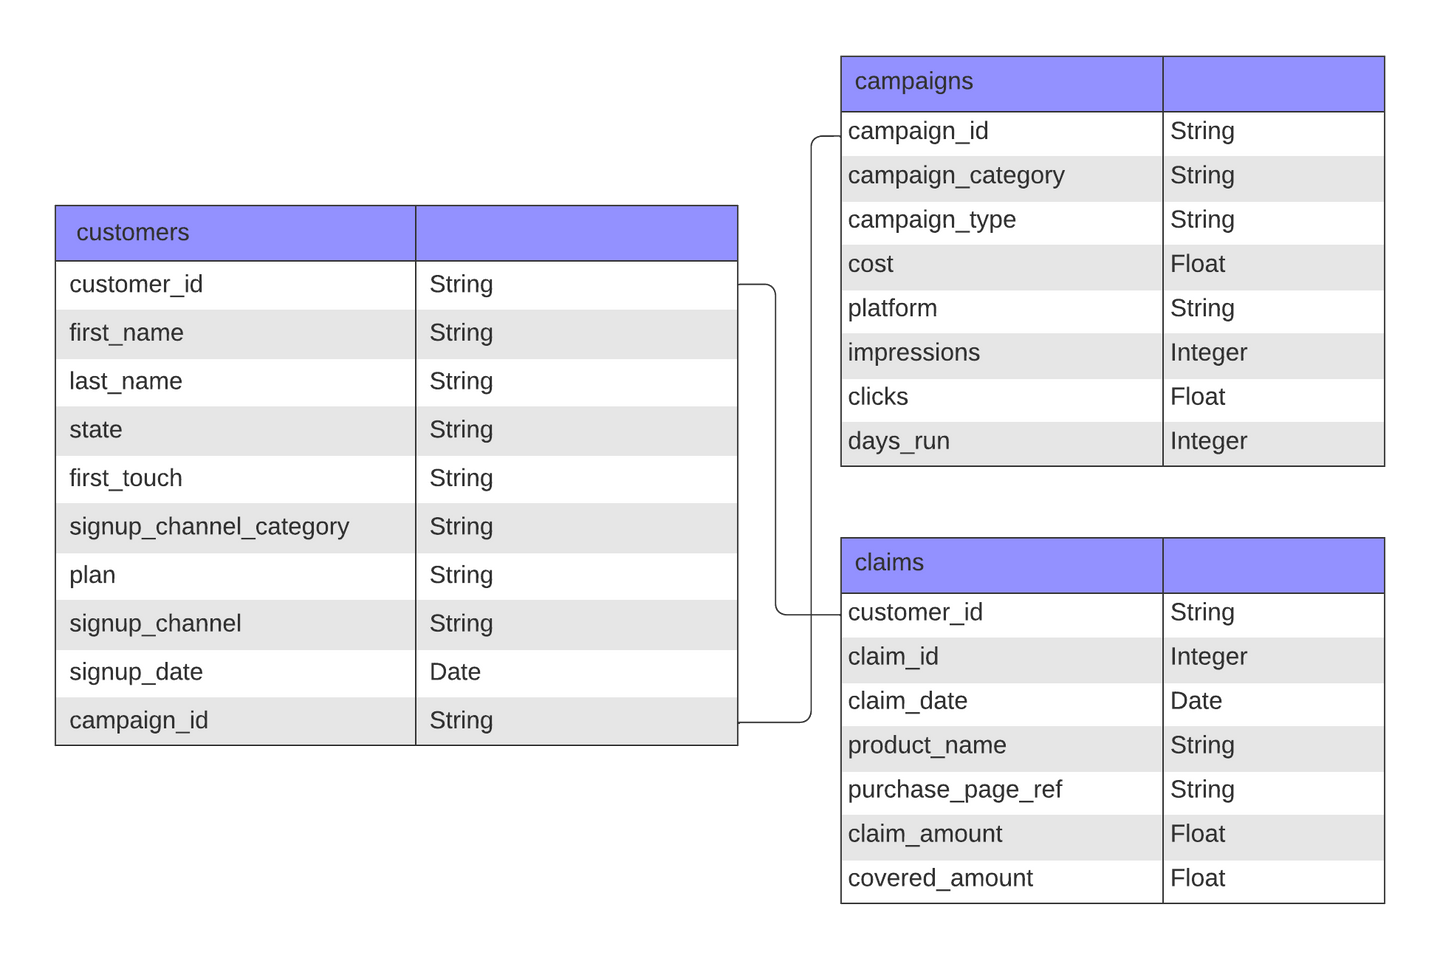 customers
customer_id String
first_name String
last_name String
state String
first_touch String
signup_channel_category String
plan String
signup_channel String
signup_date Date
campaign_id String
campaigns
campaign_id String
campaign_category String
campaign_type String
cost Float
platform String
impressions Integer
clicks Float
days_run Integer
claims
customer_id String
claim_id Integer
claim_date Date
product_name String
purchase_page_ref String
claim_amount Float
covered_amount Float